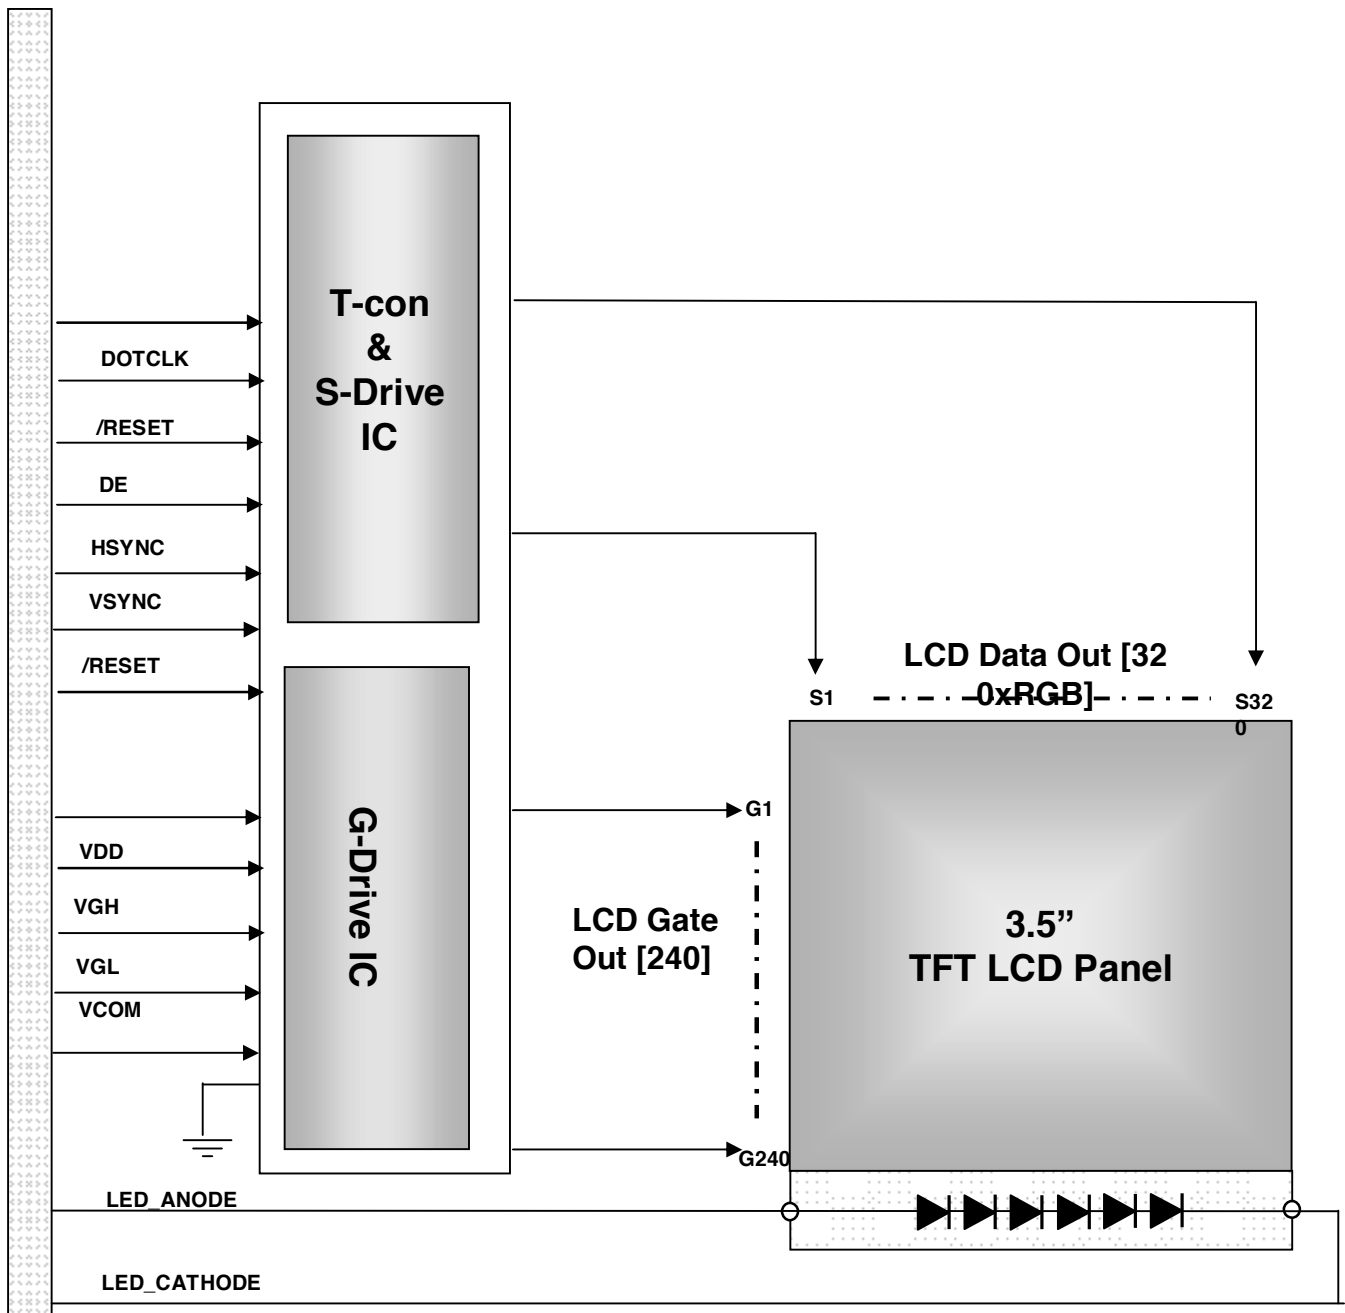 T-con
&
S-Drive
IC
DOTCLK
/RESET
DE
HSYNC
VSYNC
/RESET
LCD Data Out [32
0xRGB]
S1
S32
0
G-Drive IC
G1
VDD
VGH
VGL
VCOM
LCD Gate
Out [240]
3.5”
TFT LCD Panel
G240
LED_ANODE
LED_CATHODE